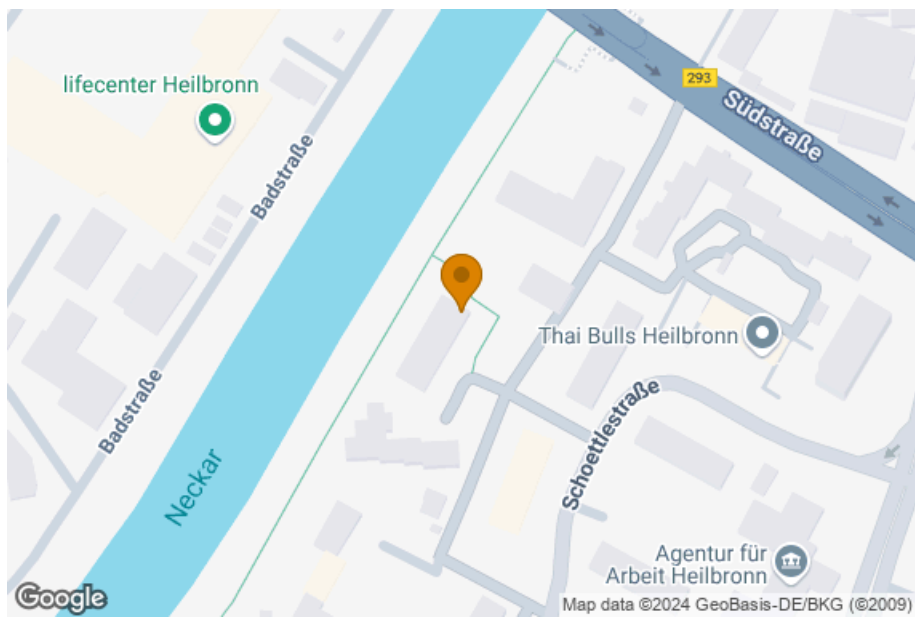 lifecenter Heilbronn
293
Südstraße
Badstraße
Thai Bulls Heilbronn
Badstraße
Schoettlestraße
Neckar
Agentur für
Arbeit Heilbronn
Google
Map data ©2024 GeoBasis-DE/BKG (©2009)